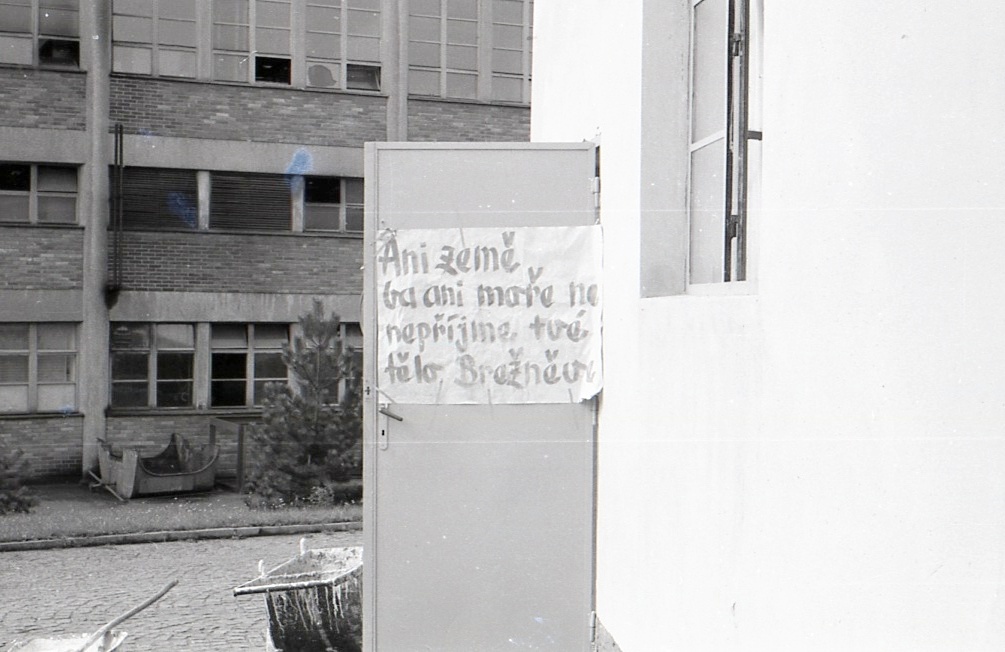 Ani země
ba ani moře ne
nepříjme tvé
tělo Brežněve